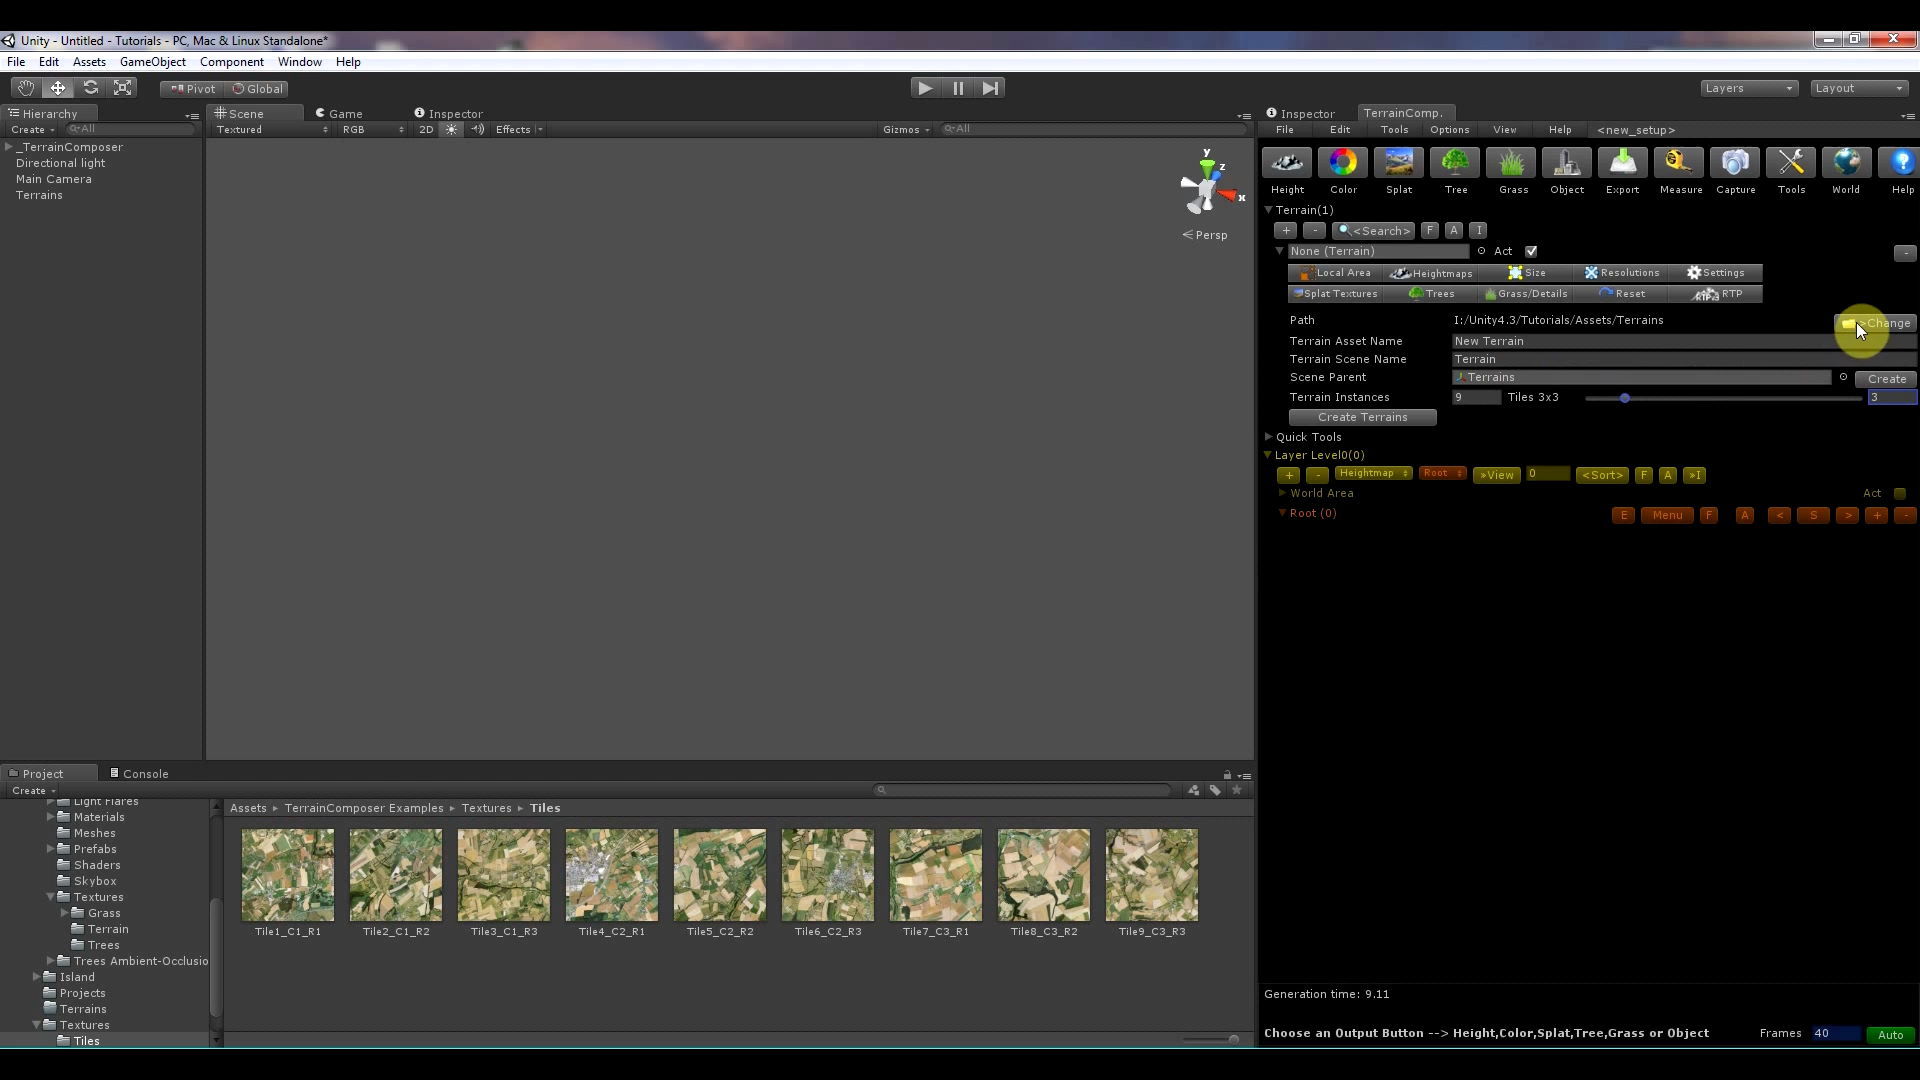 Unity - Untitled - Tutorials - PC, Mac & Linux Standalone*
File Edit Assets GameObject Component Window Help
Pivot Global Layers Layout
Hierarchy Scene Game Inspector Inspector TerrainComp.
Create All Textured RGB 2D Effects Gizmos All File Edit Tools Options View Help <new_setup>
_TerrainComposer
Directional light
Main Camera
Terrains
y
z
x
Persp
Height Color Splat Tree Grass Object Export Measure Capture Tools World Help
Terrain(1)
+ - <Search> F A I
None (Terrain) Act -
Local Area Heightmaps Size Resolutions Settings
Splat Textures Trees Grass/Details Reset RTP
Path I:/Unity4.3/Tutorials/Assets/Terrains >Change
Terrain Asset Name New Terrain
Terrain Scene Name Terrain
Scene Parent Terrains Create
Terrain Instances 9 Tiles 3x3 3
Create Terrains
Quick Tools
Layer Level0(0)
+ - Heightmap Root »View 0 <Sort> F A »I
World Area Act
Root (0) E Menu F A < S > + -
Project Console
Create
Light Flares
Materials
Meshes
Prefabs
Shaders
Skybox
Textures
Grass
Terrain
Trees
Trees Ambient-Occlusio
Island
Projects
Terrains
Textures
Tiles
Assets TerrainComposer Examples Textures Tiles
Tile1_C1_R1 Tile2_C1_R2 Tile3_C1_R3 Tile4_C2_R1 Tile5_C2_R2 Tile6_C2_R3 Tile7_C3_R1 Tile8_C3_R2 Tile9_C3_R3
Generation time: 9.11
Choose an Output Button --> Height,Color,Splat,Tree,Grass or Object Frames 40 Auto